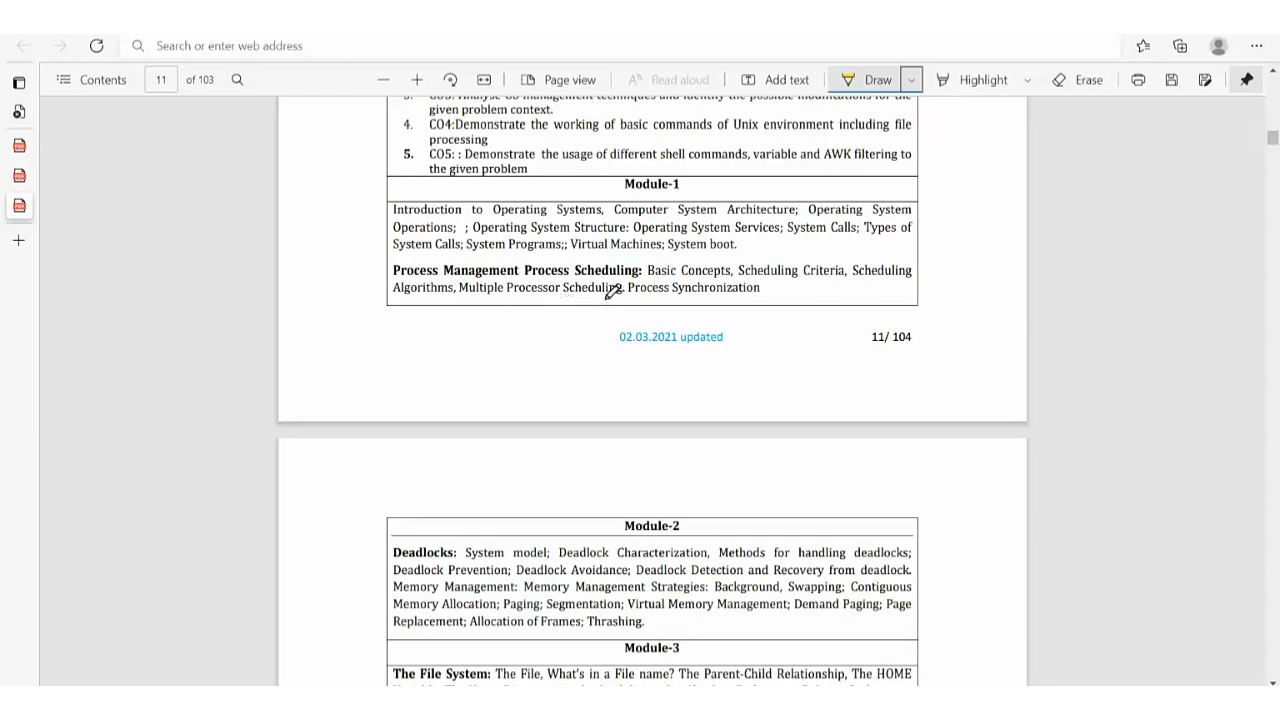 Search or enter web address
Contents 11 of 103 Page view Read aloud Add text Draw Highlight Erase
given problem context.
4. CO4:Demonstrate the working of basic commands of Unix environment including file
processing
5. CO5: : Demonstrate the usage of different shell commands, variable and AWK filtering to
the given problem
Module-1
Introduction to Operating Systems, Computer System Architecture; Operating System
Operations; ; Operating System Structure: Operating System Services; System Calls; Types of
System Calls; System Programs;; Virtual Machines; System boot.
Process Management Process Scheduling: Basic Concepts, Scheduling Criteria, Scheduling
Algorithms, Multiple Processor Scheduling. Process Synchronization
02.03.2021 updated 11/ 104
Module-2
Deadlocks: System model; Deadlock Characterization, Methods for handling deadlocks;
Deadlock Prevention; Deadlock Avoidance; Deadlock Detection and Recovery from deadlock.
Memory Management: Memory Management Strategies: Background, Swapping; Contiguous
Memory Allocation; Paging; Segmentation; Virtual Memory Management; Demand Paging; Page
Replacement; Allocation of Frames; Thrashing.
Module-3
The File System: The File, What's in a File name? The Parent-Child Relationship, The HOME